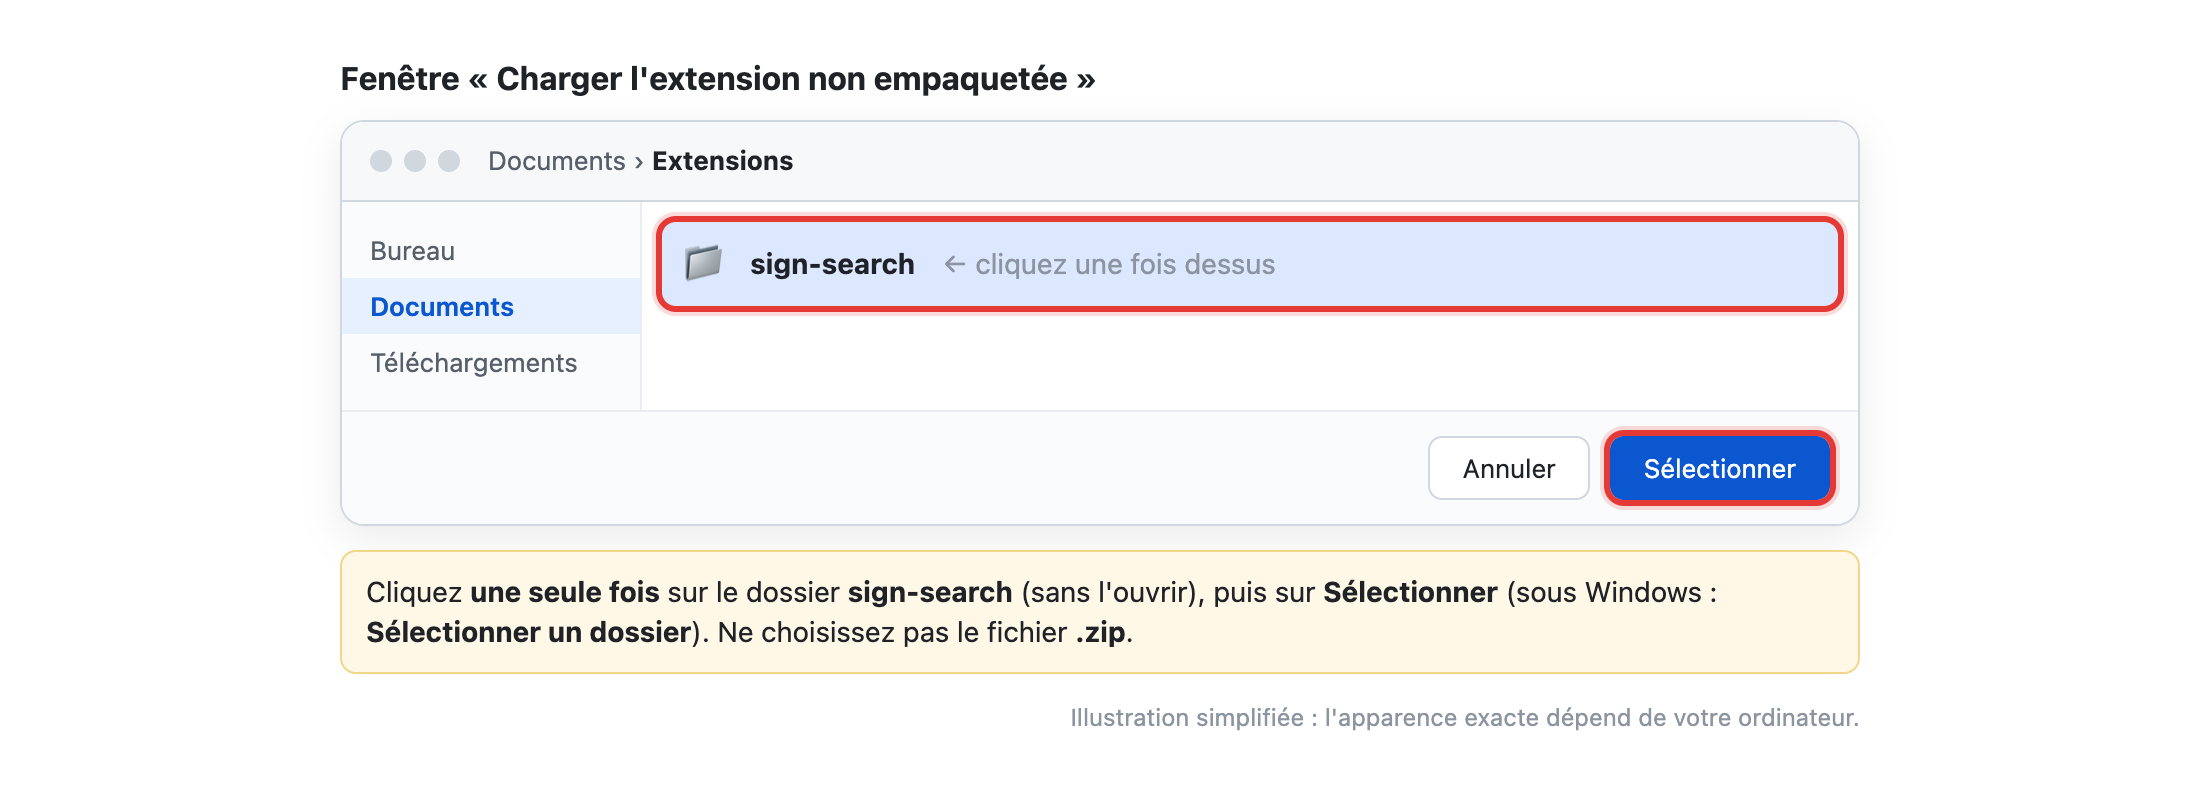 Fenêtre « Charger l'extension non empaquetée »
Documents › Extensions
Bureau
Documents
Téléchargements
sign-search ← cliquez une fois dessus
Annuler
Sélectionner
Cliquez une seule fois sur le dossier sign-search (sans l'ouvrir), puis sur Sélectionner (sous Windows :
Sélectionner un dossier). Ne choisissez pas le fichier .zip.
Illustration simplifiée : l'apparence exacte dépend de votre ordinateur.